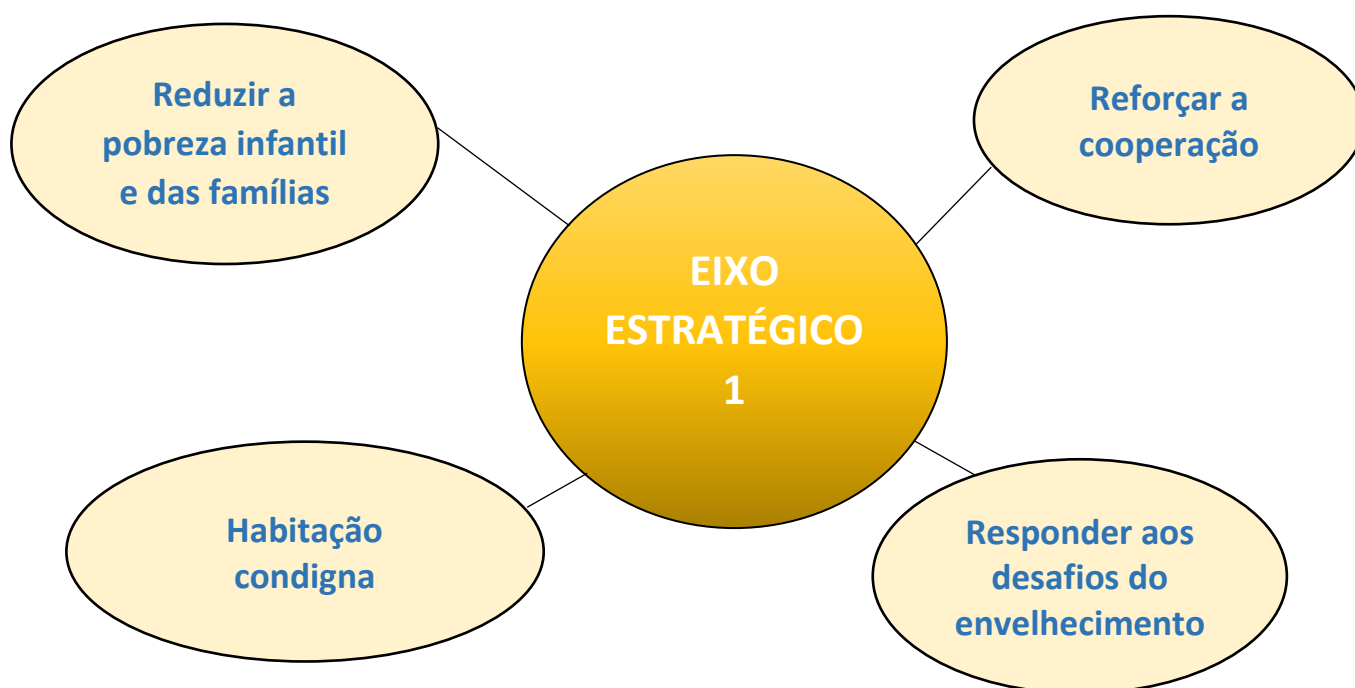 Reduzir a
pobreza infantil
e das famílias
Reforçar a
cooperação
EIXO
ESTRATÉGICO
1
Habitação
condigna
Responder aos
desafios do
envelhecimento